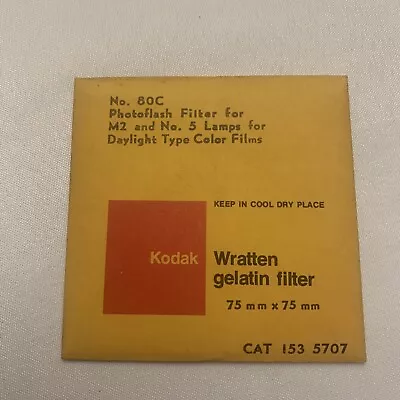 No. 80C
Photoflash Filter for
M2 and No. 5 Lamps for
Daylight Type Color Films
KEEP IN COOL DRY PLACE
Kodak
Wratten
gelatin filter
75 mm x 75 mm
CAT 153 5707